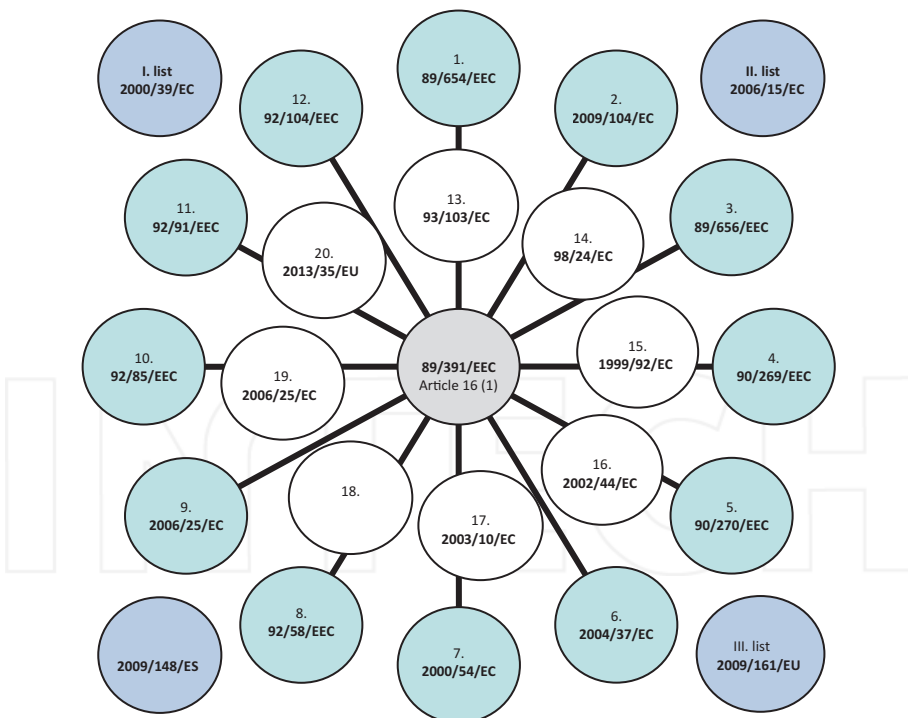 I. list
2000/39/EC
1.
89/654/EEC
II. list
2006/15/EC
12.
92/104/EEC
2.
2009/104/EC
11.
92/91/EEC
13.
93/103/EC
3.
89/656/EEC
20.
2013/35/EU
14.
98/24/EC
10.
92/85/EEC
19.
2006/25/EC
89/391/EEC
Article 16 (1)
15.
1999/92/EC
4.
90/269/EEC
9.
2006/25/EC
18.
17.
2003/10/EC
16.
2002/44/EC
5.
90/270/EEC
8.
92/58/EEC
7.
2000/54/EC
6.
2004/37/EC
2009/148/ES
III. list
2009/161/EU
INTECH